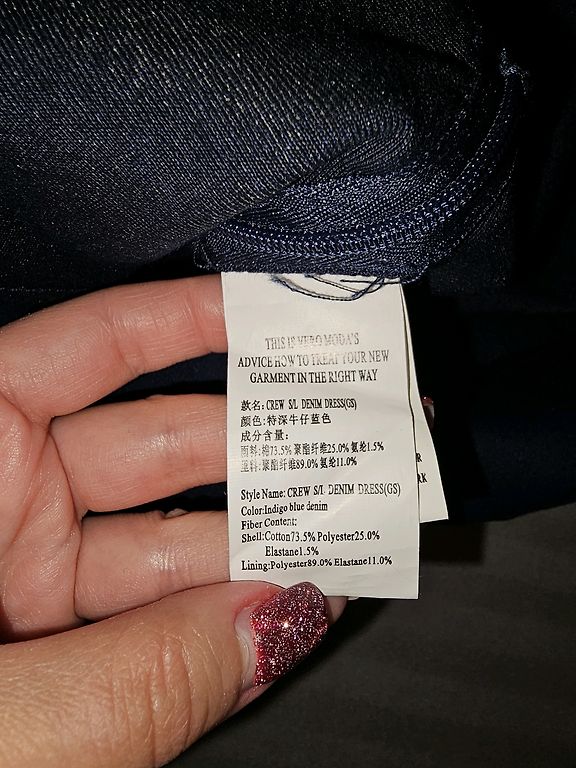 THIS IS VERO MODA'S
ADVICE HOW TO TREAT YOUR NEW
GARMENT IN THE RIGHT WAY
款名:CREW S/L DENIM DRESS(GS)
颜色:特深牛仔蓝色
成分含量:
面料:棉73.5% 聚酯纤维25.0% 氨纶1.5%
里料:聚酯纤维89.0% 氨纶11.0%
Style Name: CREW S/L DENIM DRESS(GS)
Color:Indigo blue denim
Fiber Content:
Shell:Cotton73.5% Polyester25.0%
Elastane1.5%
Lining:Polyester89.0% Elastane11.0%